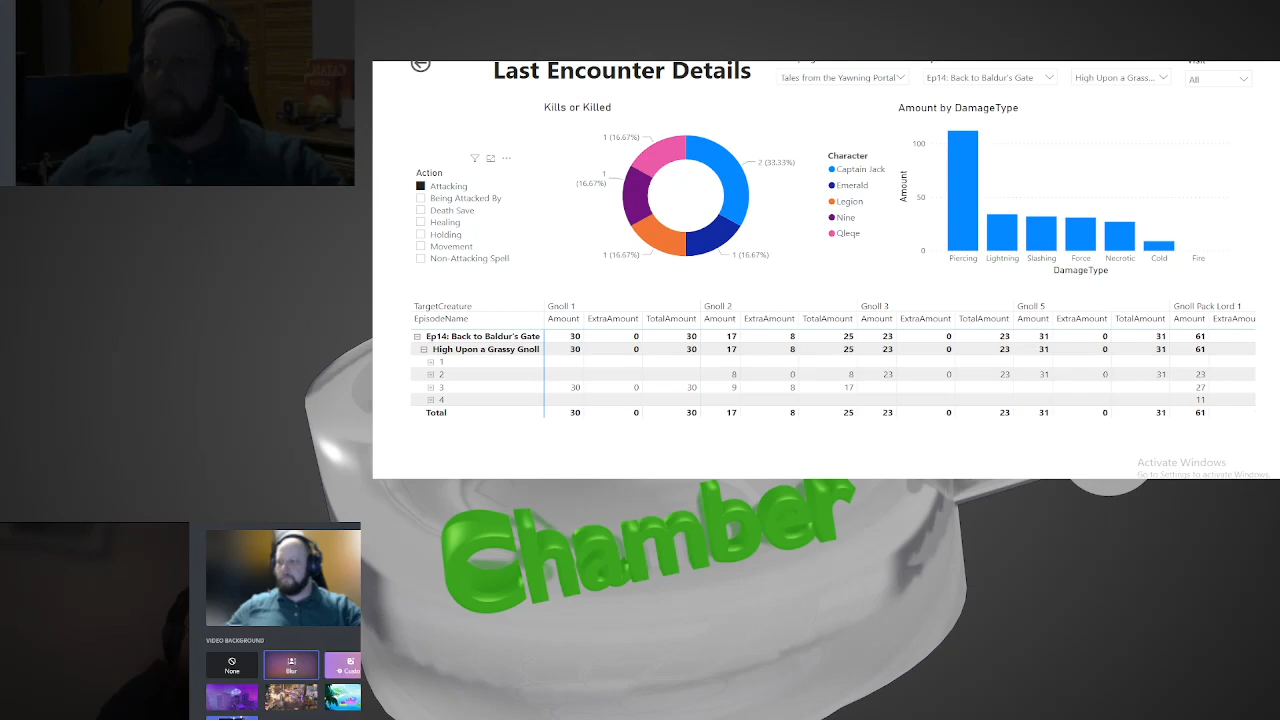 Last Encounter Details
Tales from the Yawning Portal
Ep14: Back to Baldur's Gate
High Upon a Grass...
All
Kills or Killed
Amount by DamageType
1 (16.67%)
2 (33.33%)
1
(16.67%)
1 (16.67%)
1 (16.67%)
Action
Attacking
Being Attacked By
Death Save
Healing
Holding
Movement
Non-Attacking Spell
Character
Captain Jack
Emerald
Legion
Nine
Qleqe
Amount
100
50
0
Piercing Lightning Slashing Force Necrotic Cold Fire
DamageType
TargetCreature Gnoll 1 Gnoll 2 Gnoll 3 Gnoll 5 Gnoll Pack Lord 1
EpisodeName Amount ExtraAmount TotalAmount Amount ExtraAmount TotalAmount Amount ExtraAmount TotalAmount Amount ExtraAmount TotalAmount Amount ExtraAmou
Ep14: Back to Baldur's Gate 30 0 30 17 8 25 23 0 23 31 0 31 61
High Upon a Grassy Gnoll 30 0 30 17 8 25 23 0 23 31 0 31 61
1
2 8 0 8 23 0 23 31 0 31 23
3 30 0 30 9 8 17 27
4 11
Total 30 0 30 17 8 25 23 0 23 31 0 31 61
Activate Windows
Go to Settings to activate Windows.
Chamber
VIDEO BACKGROUND
None
Blur
Custo